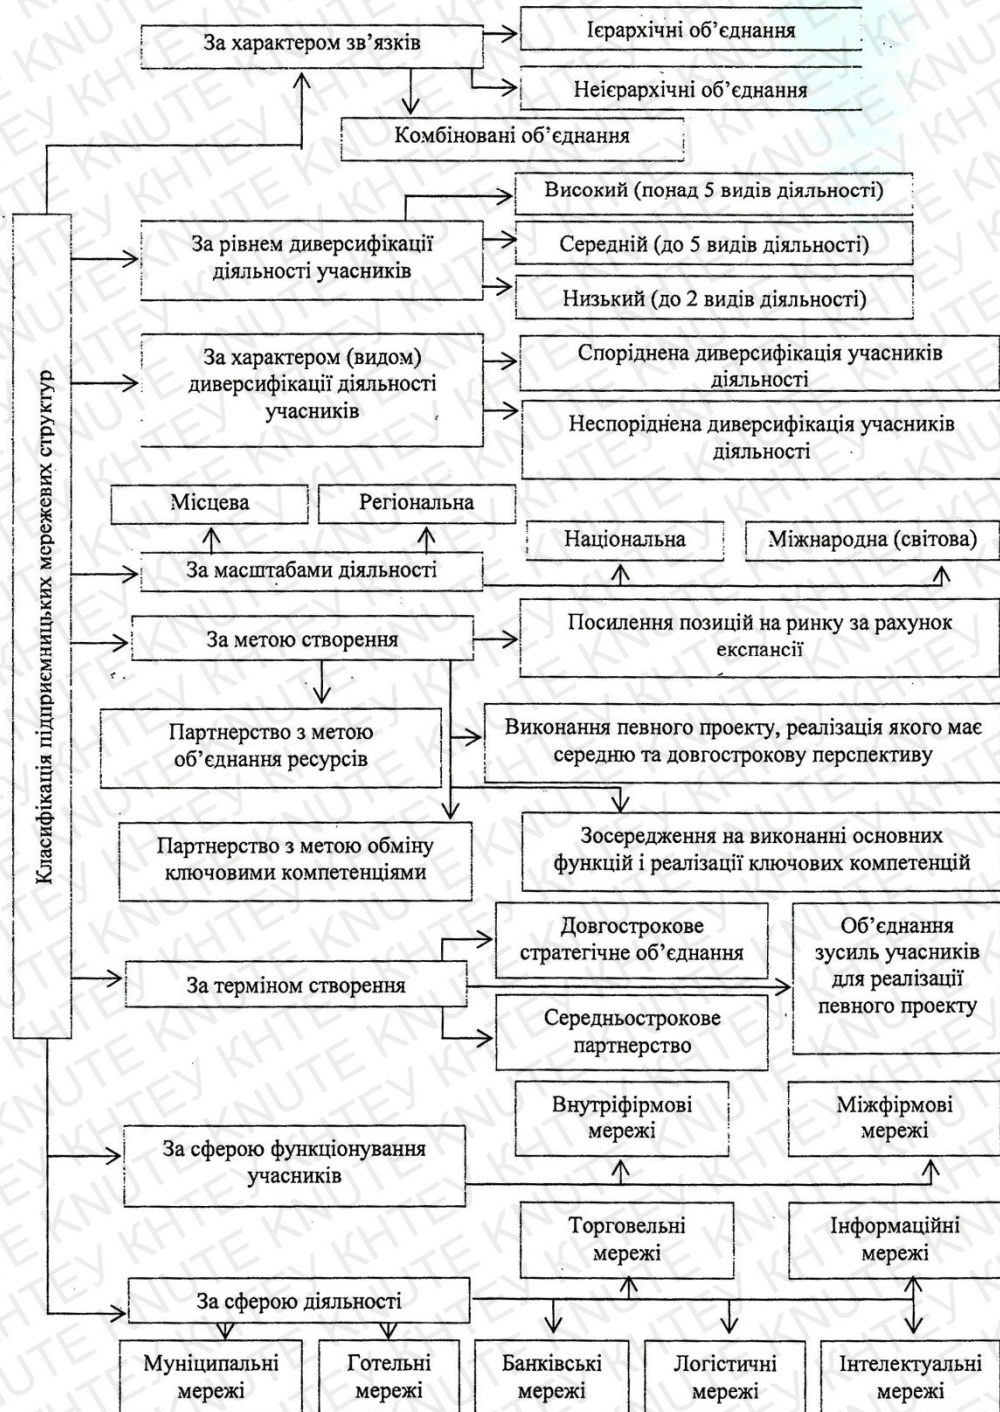 За характером зв’язків
Ієрархічні об’єднання
Неієрархічні об’єднання
Комбіновані об’єднання
Класифікація підприємницьких мережевих структур
За рівнем диверсифікації
діяльності учасників
Високий (понад 5 видів діяльності)
Середній (до 5 видів діяльності)
Низький (до 2 видів діяльності)
За характером (видом)
диверсифікації діяльності
учасників
Споріднена диверсифікація учасників
діяльності
Неспоріднена диверсифікація учасників
діяльності
Місцева
Регіональна
Національна
Міжнародна (світова)
За масштабами діяльності
За метою створення
Посилення позицій на ринку за рахунок
експансії
Партнерство з метою
об’єднання ресурсів
Виконання певного проекту, реалізація якого має
середню та довгострокову перспективу
Партнерство з метою обміну
ключовими компетенціями
Зосередження на виконанні основних
функцій і реалізації ключових компетенцій
За терміном створення
Довгострокове
стратегічне об’єднання
Середньострокове
партнерство
Об’єднання
зусиль учасників
для реалізації
певного проекту
За сферою функціонування
учасників
Внутріфірмові
мережі
Міжфірмові
мережі
Торговельні
мережі
Інформаційні
мережі
За сферою діяльності
Муніципальні
мережі
Готельні
мережі
Банківські
мережі
Логістичні
мережі
Інтелектуальні
мережі
KNUTE КНТЕУ